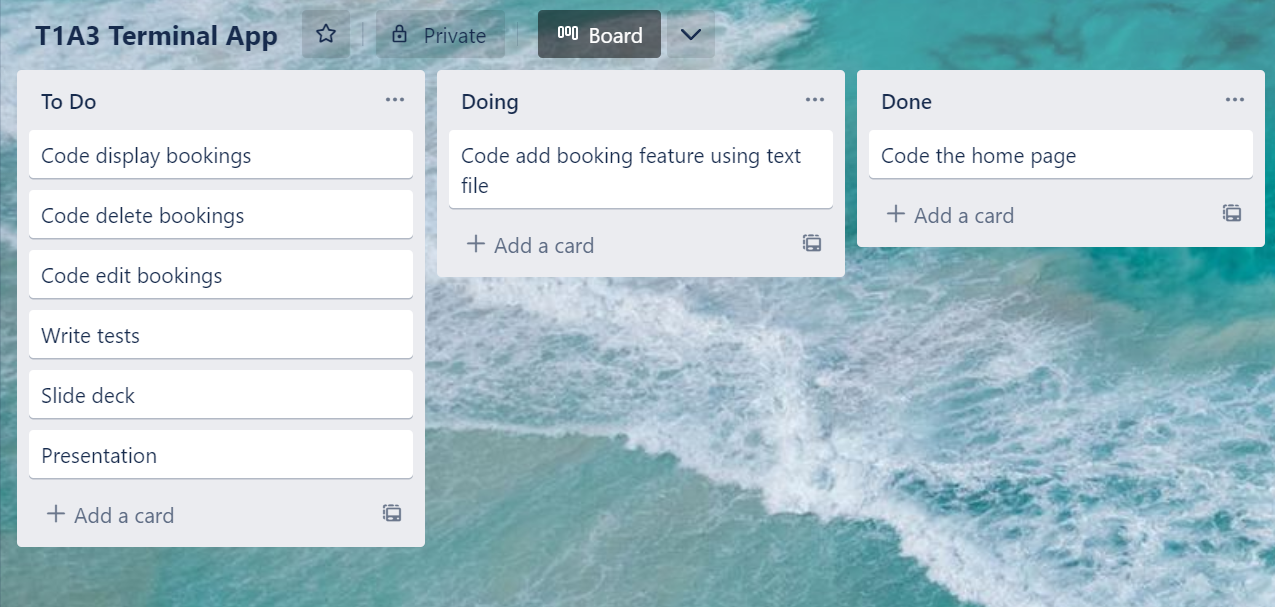 T1A3 Terminal App
Private
Board
To Do
Code display bookings
Code delete bookings
Code edit bookings
Write tests
Slide deck
Presentation
Add a card
Doing
Code add booking feature using text
file
Add a card
Done
Code the home page
Add a card